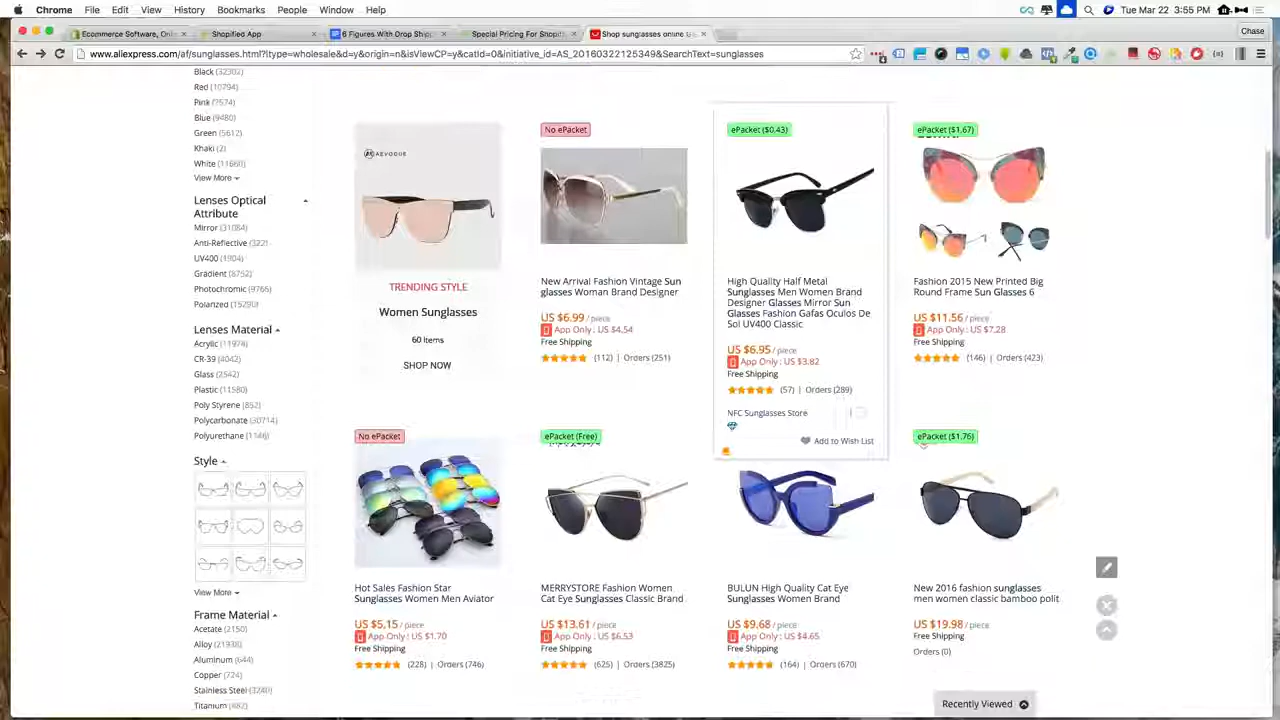 Chrome File Edit View History Bookmarks People Window Help
Tue Mar 22 3:55 PM
Ecommerce Software, Onli
Shopified App
6 Figures With Drop Shipp
Special Pricing For Shopif
Shop sunglasses online G
Chase
www.aliexpress.com/af/sunglasses.html?ltype=wholesale&d=y&origin=n&isViewCP=y&catId=0&initiative_id=AS_20160322125349&SearchText=sunglasses
Black (32302)
Red (10794)
Pink (7574)
Blue (9480)
Green (5612)
Khaki (2)
White (11660)
View More
Lenses Optical
Attribute
Mirror (31084)
Anti-Reflective (3221
UV400 (1904)
Gradient (8752)
Photochromic (9766)
Polarized (15290)
Lenses Material
Acrylic (11974)
CR-39 (4042)
Glass (2542)
Plastic (11580)
Poly Styrene (852)
Polycarbonate (30714)
Polyurethane (1146)
Style
View More
Frame Material
Acetate (2150)
Alloy (21938)
Aluminum (644)
Copper (724)
Stainless Steel (3240)
Titanium (882)
AEVOGUE
TRENDING STYLE
Women Sunglasses
60 Items
SHOP NOW
No ePacket
New Arrival Fashion Vintage Sun
glasses Woman Brand Designer
US $6.99 / piece
App Only : US $4.54
Free Shipping
(112) | Orders (251)
ePacket ($0.43)
High Quality Half Metal
Sunglasses Men Women Brand
Designer Glasses Mirror Sun
Glasses Fashion Gafas Oculos De
Sol UV400 Classic
US $6.95 / piece
App Only : US $3.82
Free Shipping
(57) | Orders (289)
NFC Sunglasses Store
Add to Wish List
ePacket ($1.67)
Fashion 2015 New Printed Big
Round Frame Sun Glasses 6
US $11.56 / piece
App Only : US $7.28
Free Shipping
(146) | Orders (423)
No ePacket
Hot Sales Fashion Star
Sunglasses Women Men Aviator
US $5.15 / piece
App Only : US $1.70
Free Shipping
(228) | Orders (746)
ePacket (Free)
MERRYSTORE Fashion Women
Cat Eye Sunglasses Classic Brand
US $13.61 / piece
App Only : US $6.53
Free Shipping
(625) | Orders (3825)
BULUN High Quality Cat Eye
Sunglasses Women Brand
US $9.68 / piece
App Only : US $4.65
Free Shipping
(164) | Orders (670)
ePacket ($1.76)
New 2016 fashion sunglasses
men women classic bamboo polit
US $19.98 / piece
Free Shipping
Orders (0)
Recently Viewed